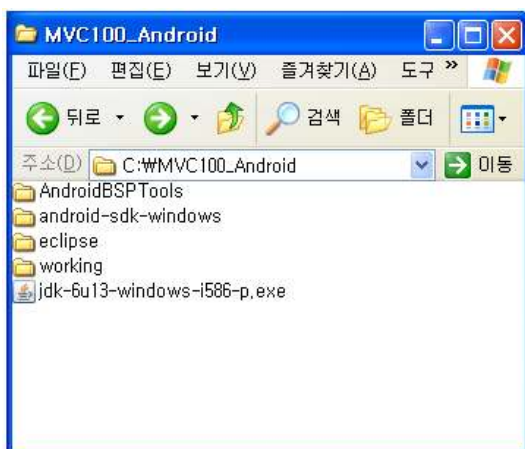 MVC100_Android
파일(F) 편집(E) 보기(V) 즐겨찾기(A) 도구 »
뒤로 검색 폴더
주소(D) C:₩MVC100_Android 이동
AndroidBSPTools
android-sdk-windows
eclipse
working
jdk-6u13-windows-i586-p.exe